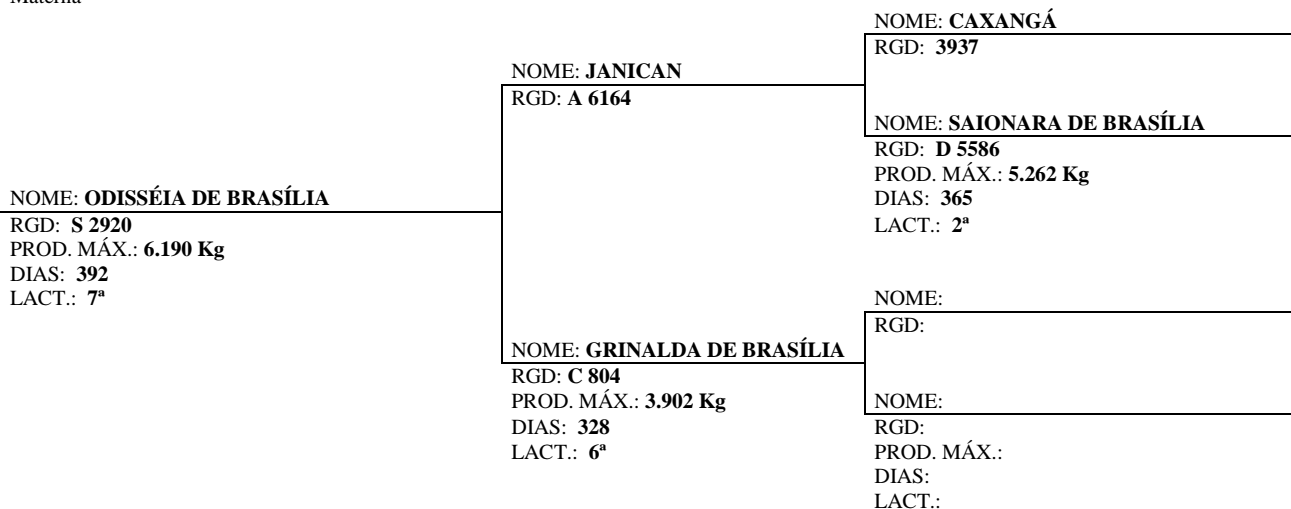 Materna
NOME: CAXANGÁ
RGD: 3937
NOME: JANICAN
RGD: A 6164
NOME: SAIONARA DE BRASÍLIA
RGD: D 5586
PROD. MÁX.: 5.262 Kg
DIAS: 365
LACT.: 2ª
NOME: ODISSÉIA DE BRASÍLIA
RGD: S 2920
PROD. MÁX.: 6.190 Kg
DIAS: 392
LACT.: 7ª
NOME:
RGD:
NOME: GRINALDA DE BRASÍLIA
RGD: C 804
PROD. MÁX.: 3.902 Kg
DIAS: 328
LACT.: 6ª
NOME:
RGD:
PROD. MÁX.:
DIAS:
LACT.: